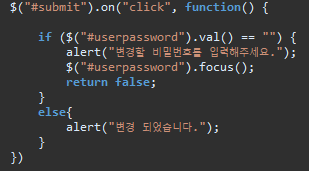 $("#submit").on("click", function() {
if ($("#userpassword").val() == "") {
alert("변경할 비밀번호를 입력해주세요.");
$("#userpassword").focus();
return false;
}
else{
alert("변경 되었습니다.");
}
})